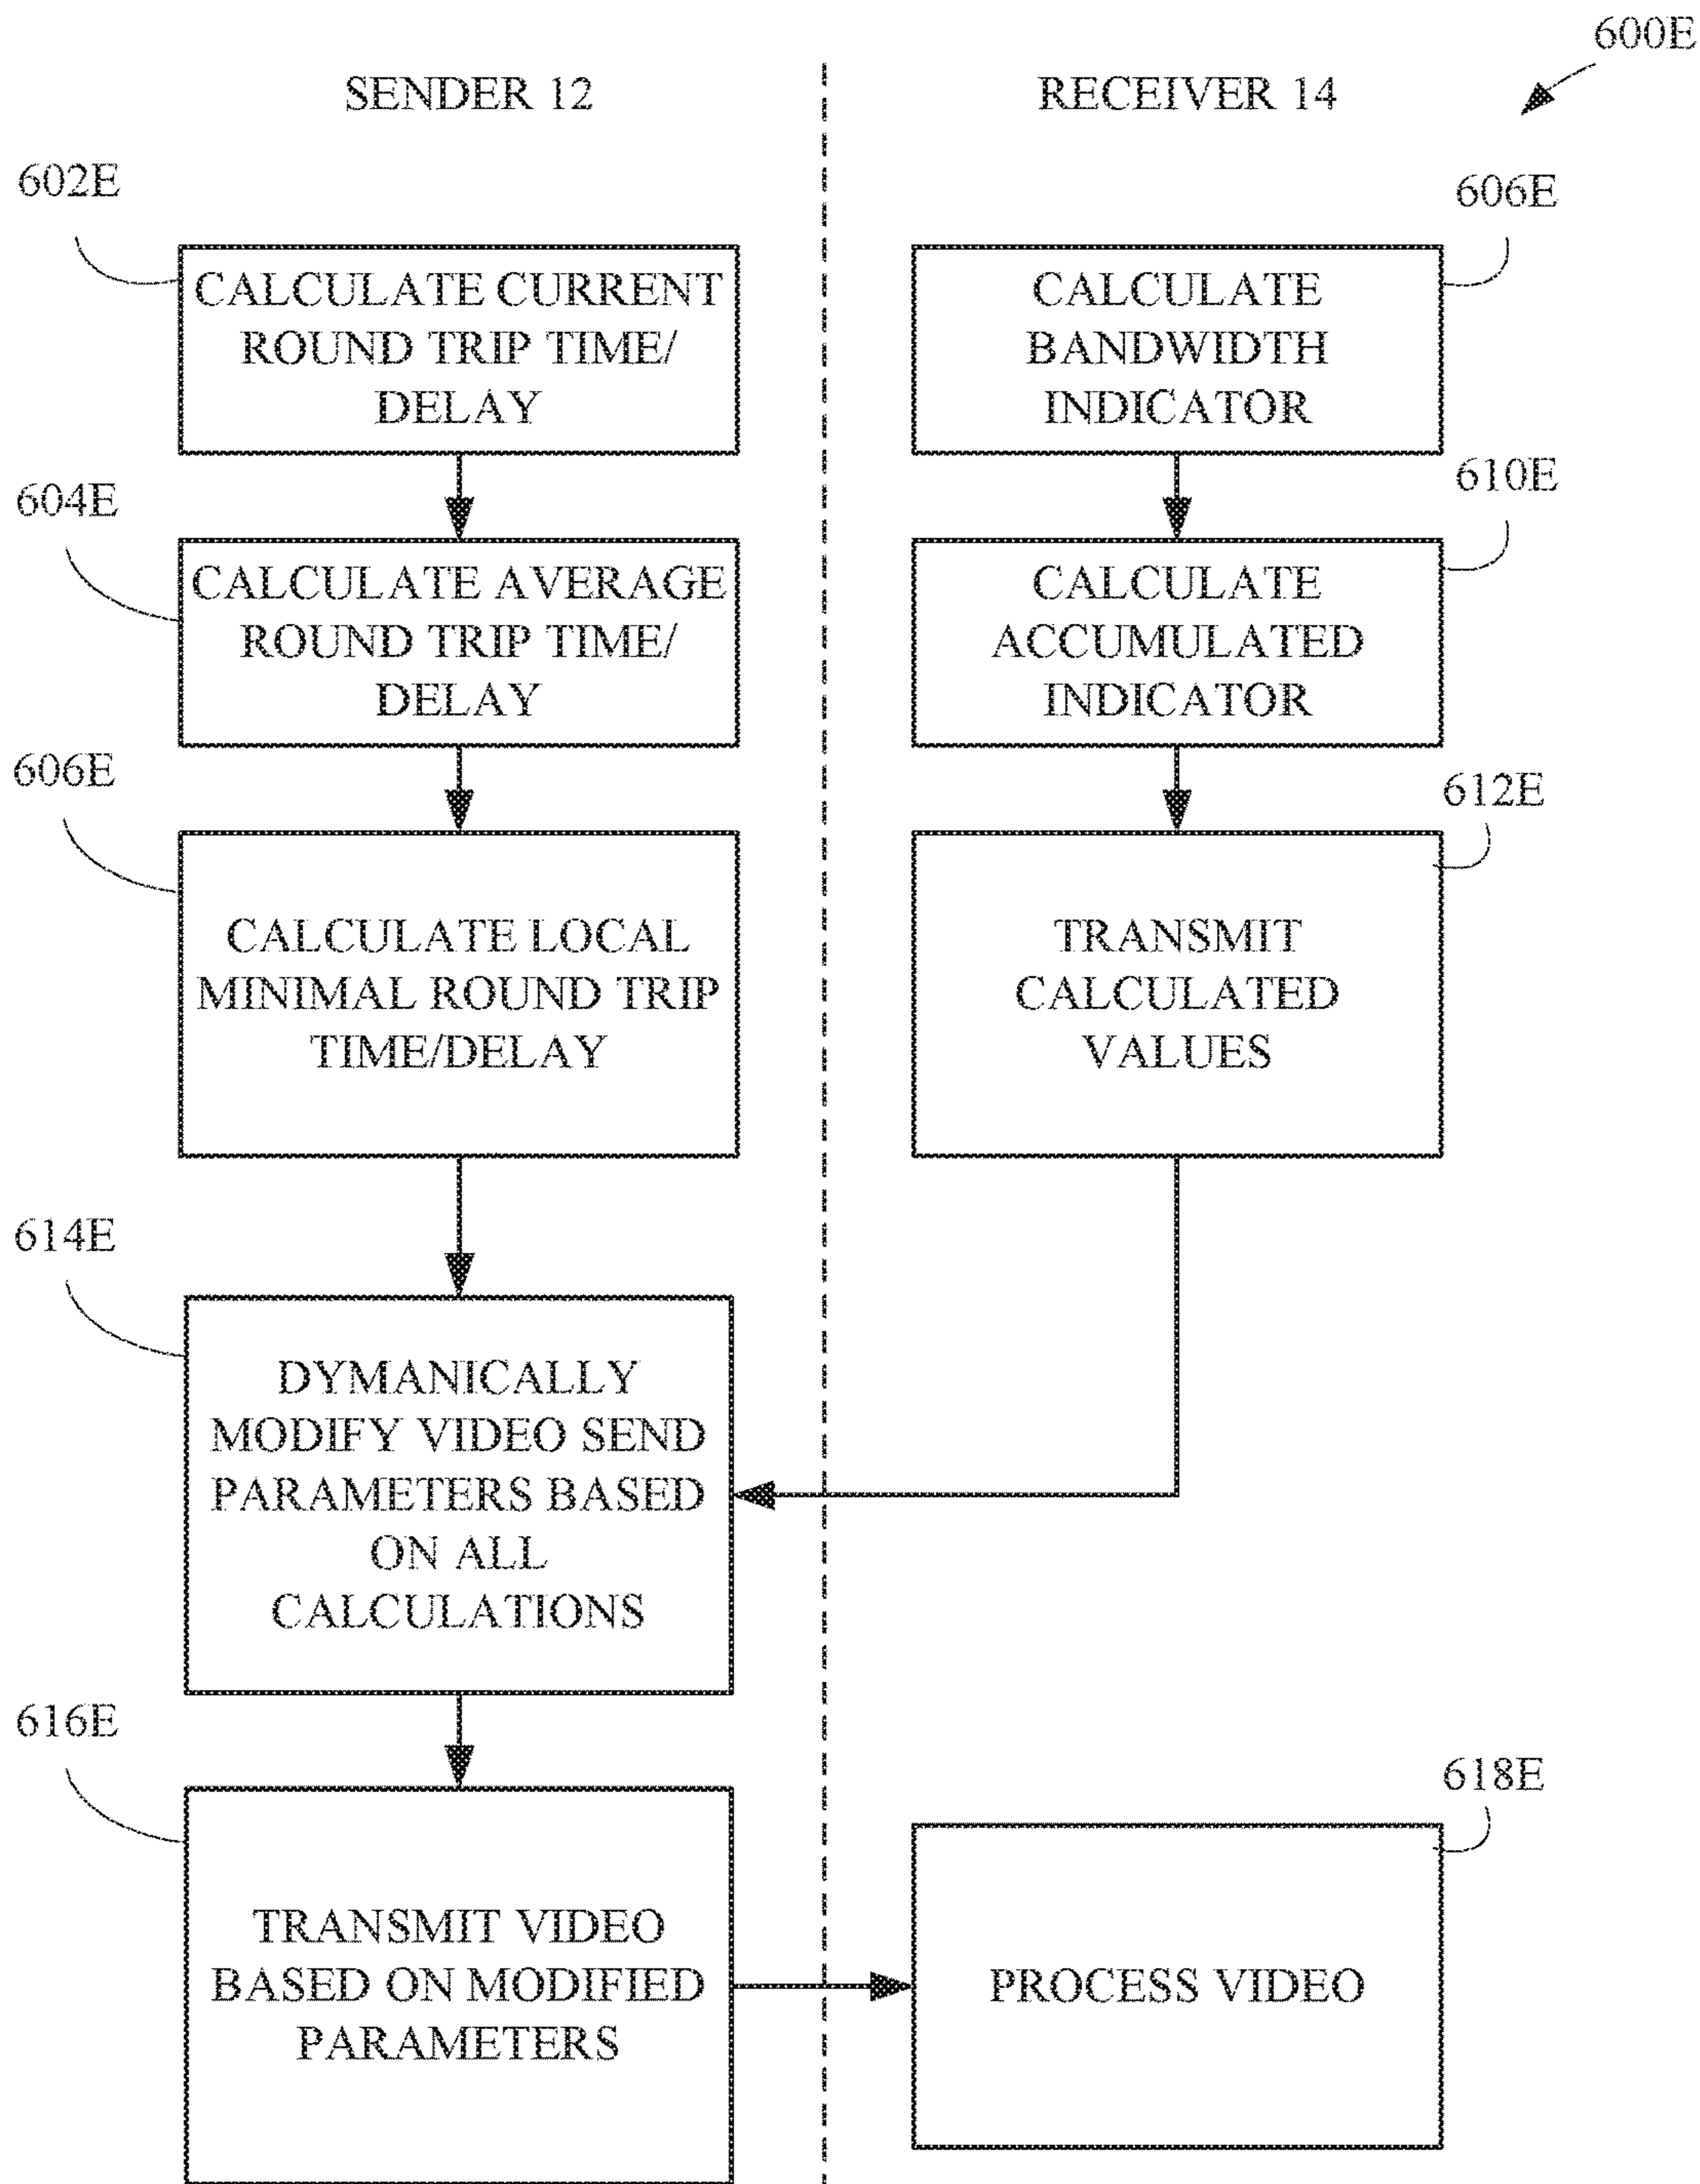 600E
SENDER 12
RECEIVER 14
602E
606E
CALCULATE CURRENT
ROUND TRIP TIME/
DELAY
CALCULATE
BANDWIDTH
INDICATOR
604E
610E
CALCULATE AVERAGE
ROUND TRIP TIME/
DELAY
CALCULATE
ACCUMULATED
INDICATOR
606E
612E
CALCULATE LOCAL
MINIMAL ROUND TRIP
TIME/DELAY
TRANSMIT
CALCULATED
VALUES
614E
DYMANICALLY
MODIFY VIDEO SEND
PARAMETERS BASED
ON ALL
CALCULATIONS
616E
618E
TRANSMIT VIDEO
BASED ON MODIFIED
PARAMETERS
PROCESS VIDEO